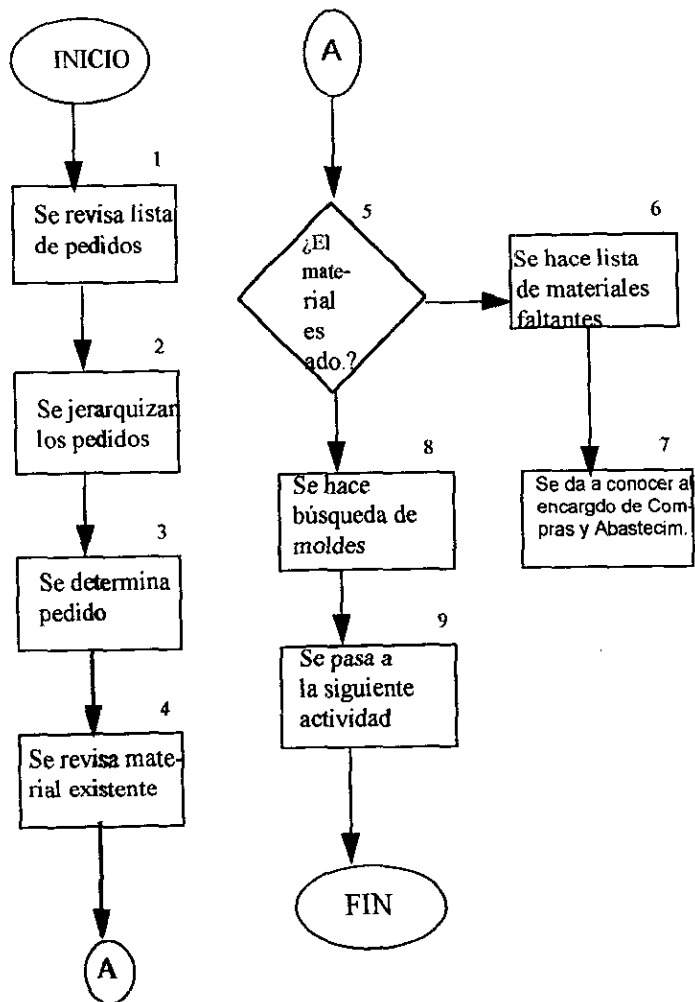 INICIO
1
Se revisa lista
de pedidos
2
Se jerarquizan
los pedidos
3
Se determina
pedido
4
Se revisa mate-
rial existente
A
A
5
¿El
mate-
rial
es
ado.?
6
Se hace lista
de materiales
faltantes
7
Se da a conocer al
encargdo de Com-
pras y Abastecim.
8
Se hace
búsqueda de
moldes
9
Se pasa a
la siguiente
actividad
FIN